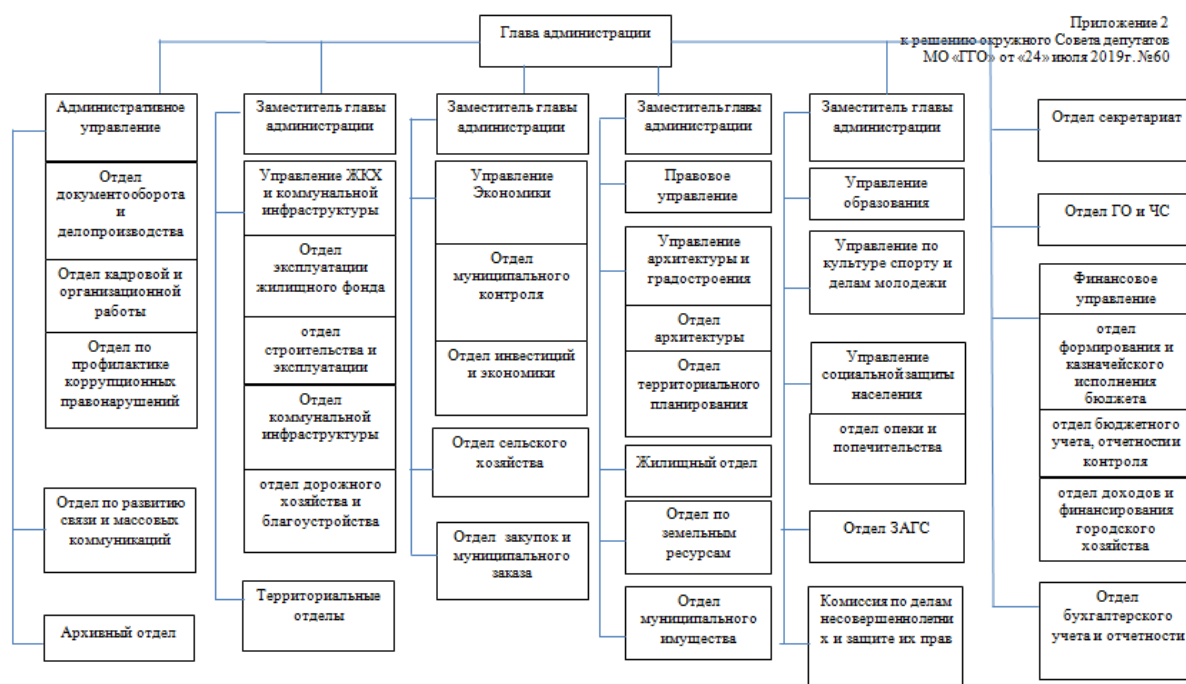 Приложение 2
к решению окружного Совета депутатов
МО «ГГО» от «24» июля 2019г. №60
Глава администрации
Административное
управление
Отдел
документооборота
и
делопроизводства
Отдел кадровой и
организационной
работы
Отдел по
профилактике
коррупционных
правонарушений
Отдел по развитию
связи и массовых
коммуникаций
Архивный отдел
Заместитель главы
администрации
Управление ЖКХ
и коммунальной
инфраструктуры
Отдел
эксплуатации
жилищного фонда
отдел
строительства и
эксплуатации
Отдел
коммунальной
инфраструктуры
отдел дорожного
хозяйства и
благоустройства
Территориальные
отделы
Заместитель главы
администрации
Управление
Экономики
Отдел
муниципального
контроля
Отдел инвестиций
и экономики
Отдел сельского
хозяйства
Отдел закупок и
муниципального
заказа
Заместитель главы
администрации
Правовое
управление
Управление
архитектуры и
градостроения
Отдел
архитектуры
Отдел
территориального
планирования
Жилищный отдел
Отдел по
земельным
ресурсам
Отдел
муниципального
имущества
Заместитель главы
администрации
Управление
образования
Управление по
культуре спорту и
делам молодежи
Управление
социальной защиты
населения
отдел опеки и
попечительства
Отдел ЗАГС
Комиссия по делам
несовершеннолетни
х и защите их прав
Отдел секретариат
Отдел ГО и ЧС
Финансовое
управление
отдел
формирования и
казначейского
исполнения
бюджета
отдел бюджетного
учета, отчетности и
контроля
отдел доходов и
финансирования
городского
хозяйства
Отдел
бухгалтерского
учета и отчетности